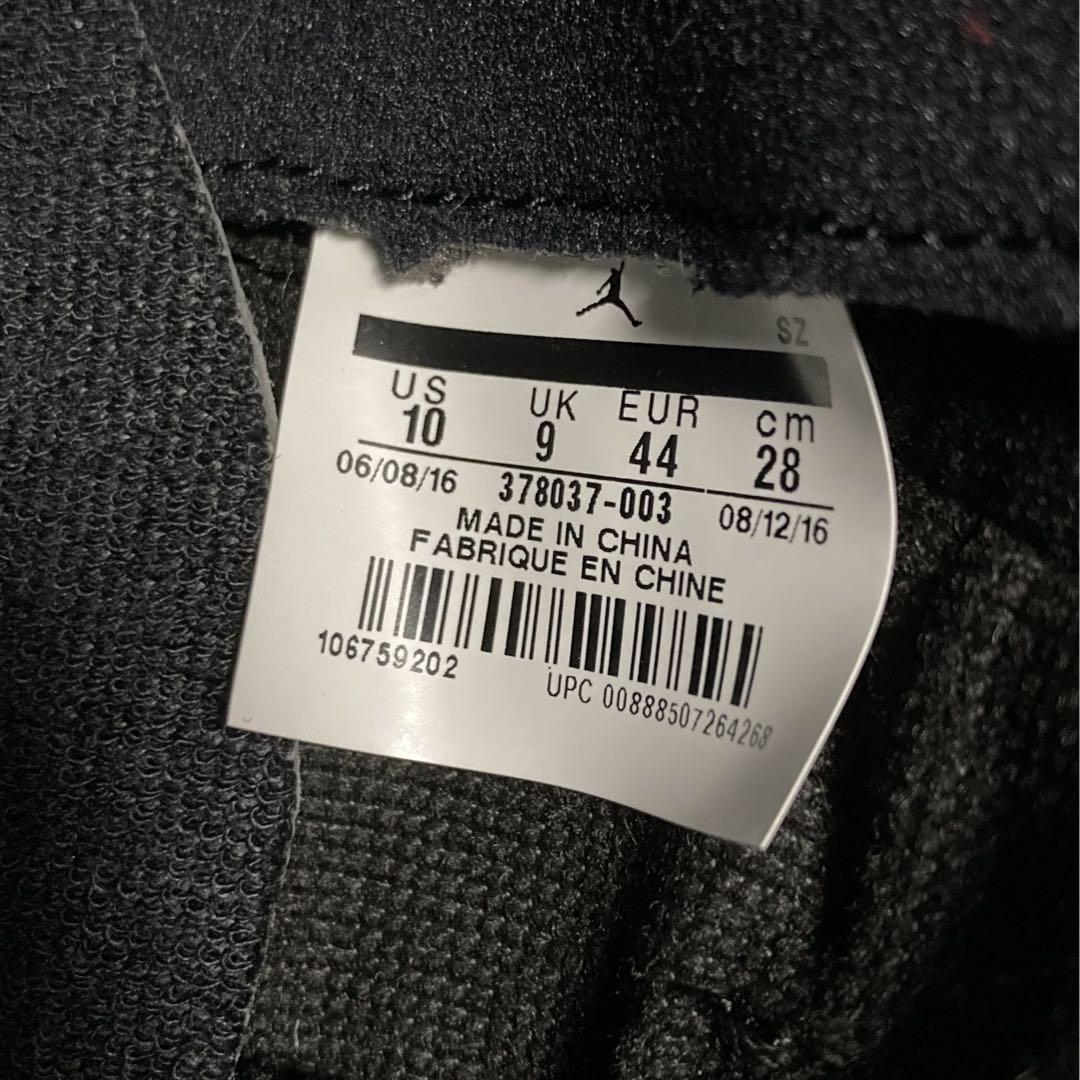 SZ
US UK EUR cm
10 9 44 28
06/08/16 378037-003 08/12/16
MADE IN CHINA
FABRIQUE EN CHINE
106759202
UPC 00888507264268